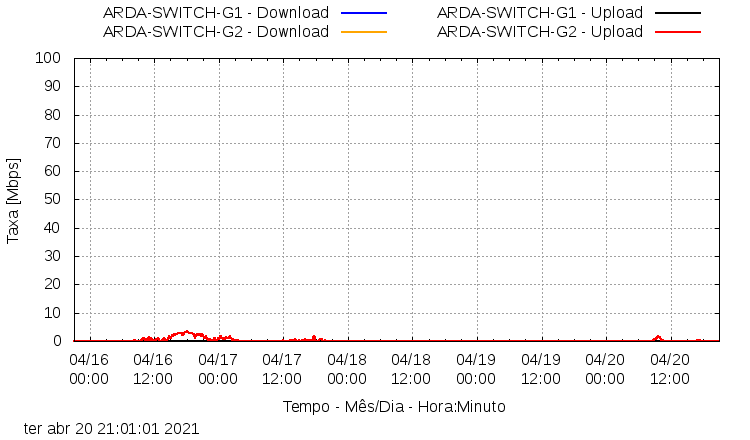 ARDA-SWITCH-G1 - Download
ARDA-SWITCH-G1 - Upload
ARDA-SWITCH-G2 - Download
ARDA-SWITCH-G2 - Upload
100
90
80
70
60
50
40
30
20
10
0
Taxa [Mbps]
04/16 04/16 04/17 04/17 04/18 04/18 04/19 04/19 04/20 04/20
00:00 12:00 00:00 12:00 00:00 12:00 00:00 12:00 00:00 12:00
Tempo - Mês/Dia - Hora:Minuto
ter abr 20 21:01:01 2021